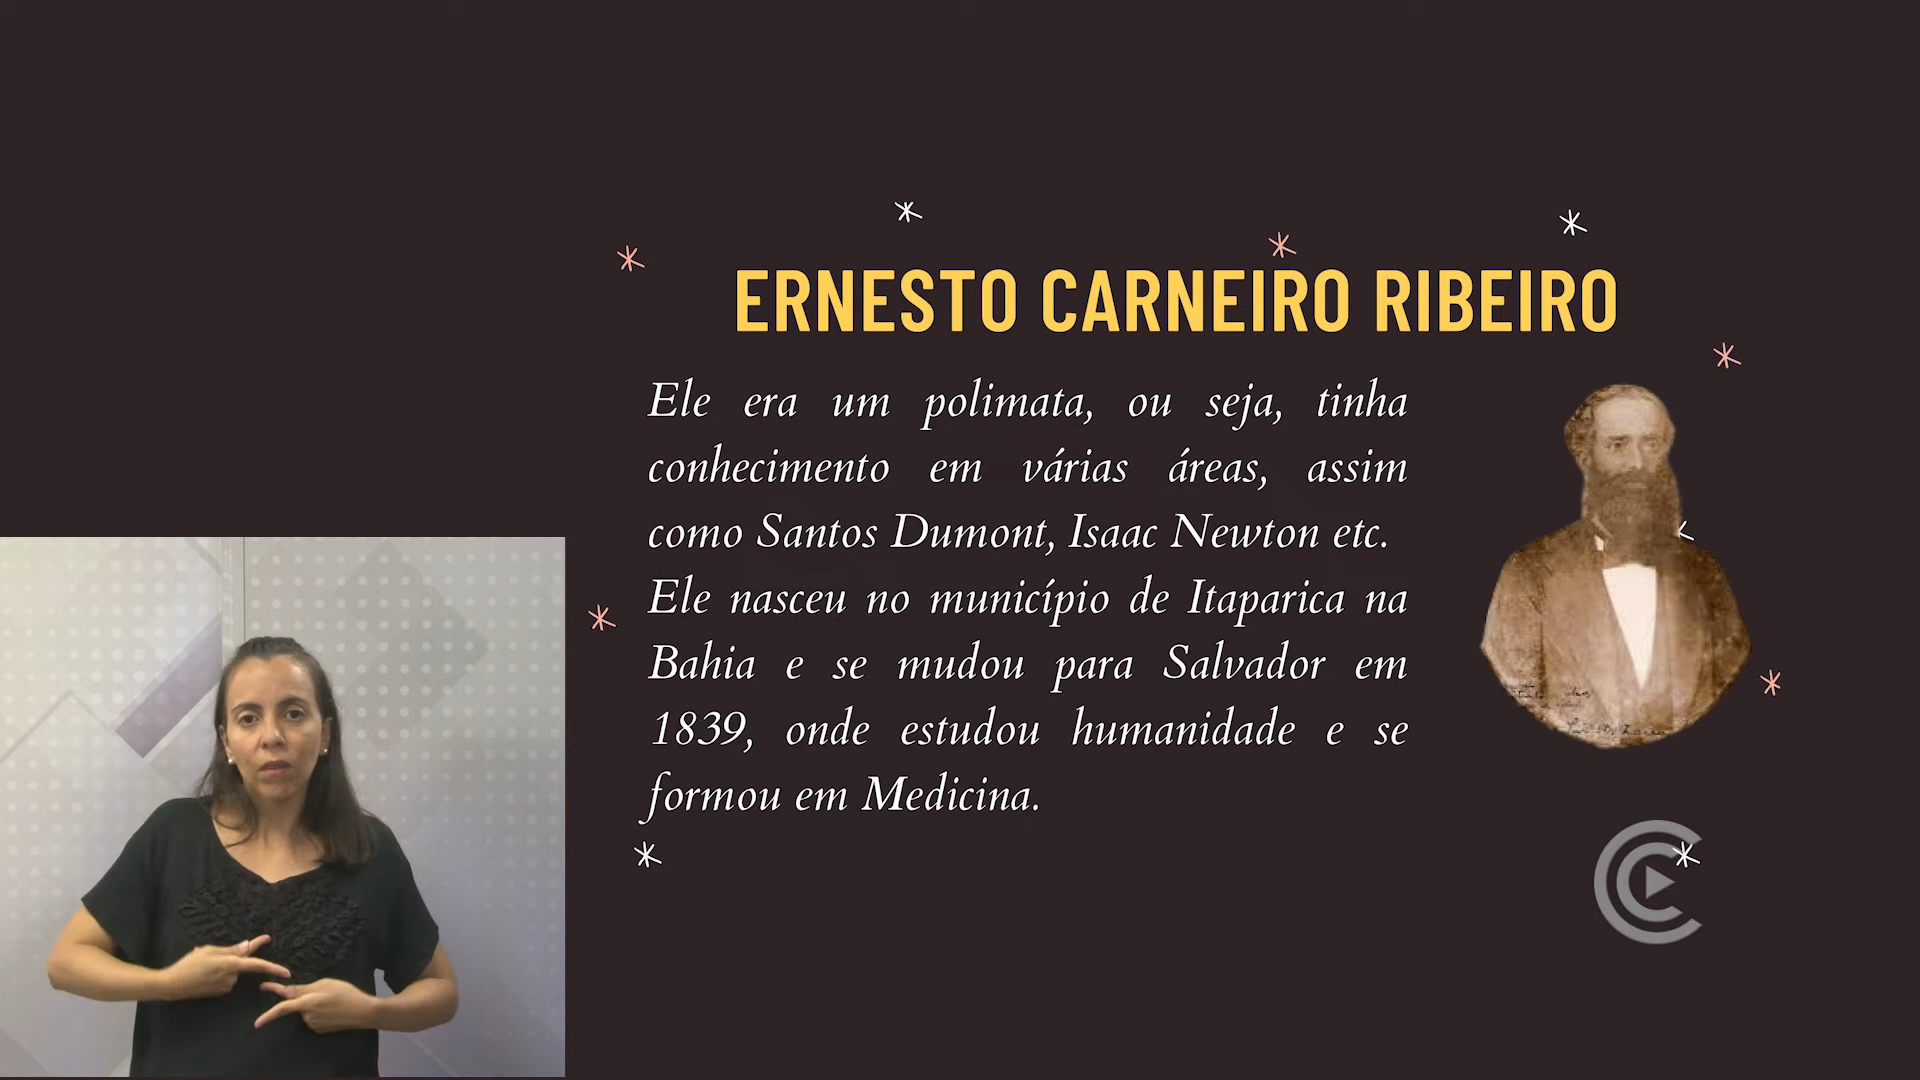 ERNESTO CARNEIRO RIBEIRO
Ele era um polimata, ou seja, tinha
conhecimento em várias áreas, assim
como Santos Dumont, Isaac Newton etc.
Ele nasceu no município de Itaparica na
Bahia e se mudou para Salvador em
1839, onde estudou humanidade e se
formou em Medicina.